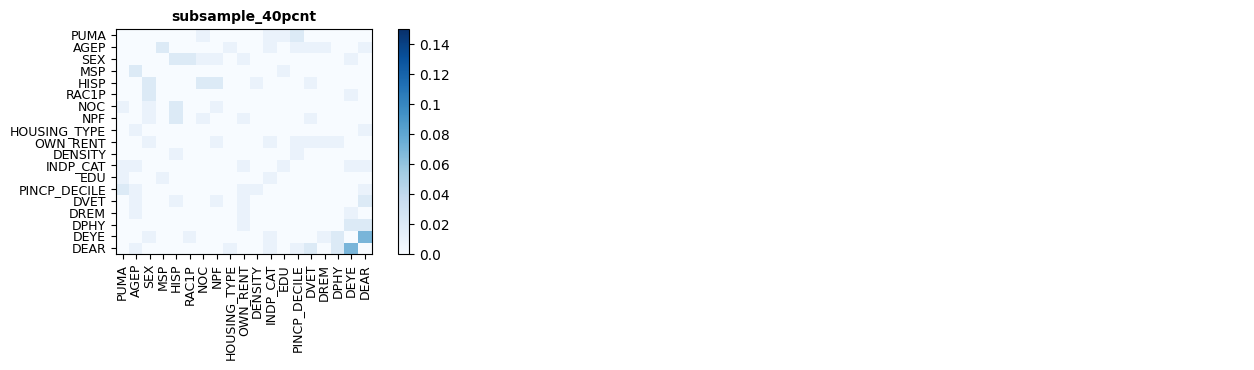 subsample_40pcnt
PUMA
AGEP
SEX
MSP
HISP
RAC1P
NOC
NPF
HOUSING_TYPE
OWN_RENT
DENSITY
INDP_CAT
EDU
PINCP_DECILE
DVET
DREM
DPHY
DEYE
DEAR
PUMA
AGEP
SEX
MSP
HISP
RAC1P
NOC
NPF
HOUSING_TYPE
OWN_RENT
DENSITY
INDP_CAT
EDU
PINCP_DECILE
DVET
DREM
DPHY
DEYE
DEAR
0.14
0.12
0.1
0.08
0.06
0.04
0.02
0.0